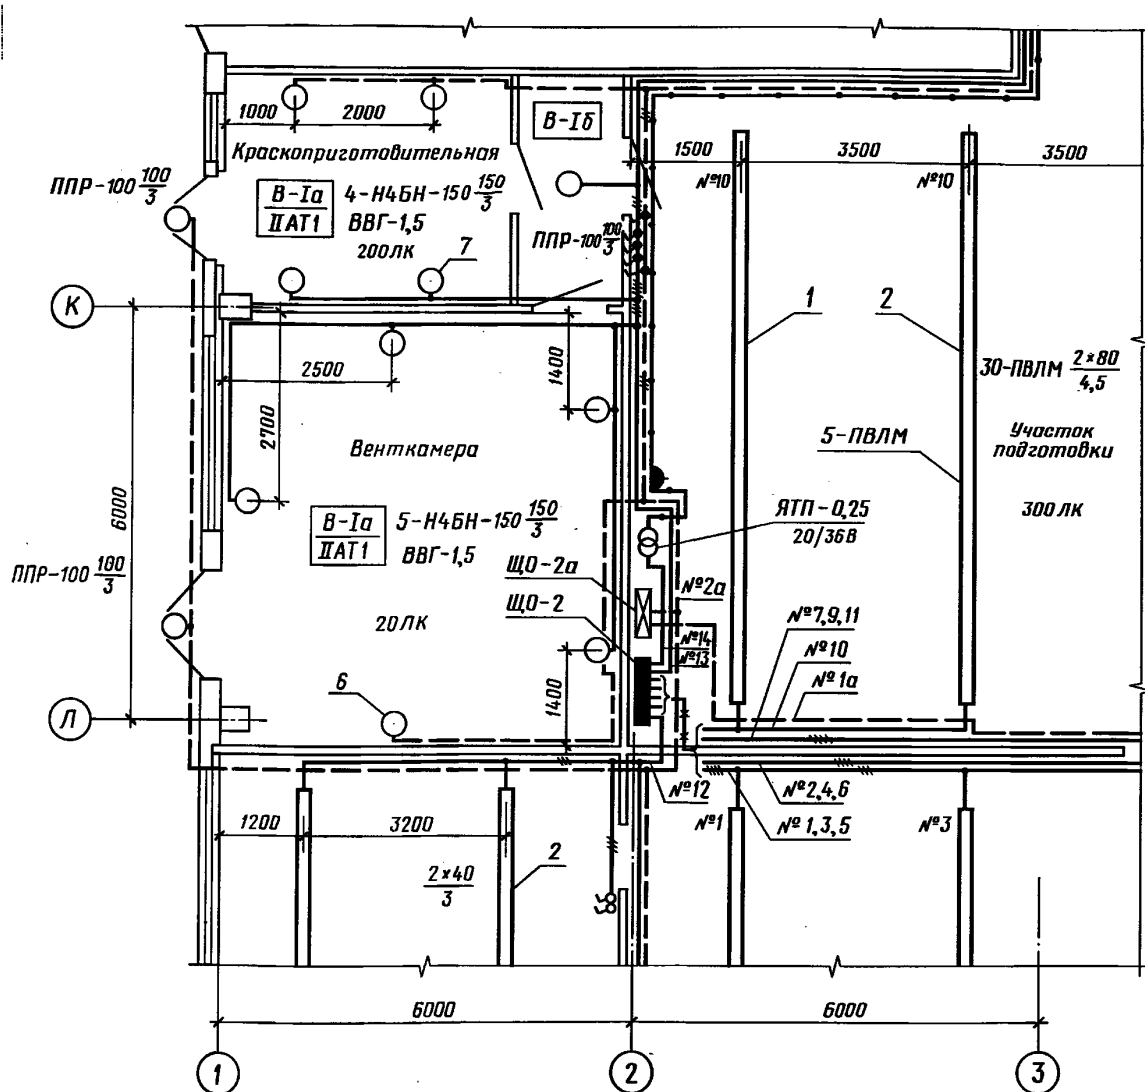 1000
2000
В-Iб
Краскоприготовительная
1500
3500
3500
№10
№10
ППР-100 100/3
В-Iа
IIАТ1
4-Н4БН-150 150/3
ВВГ-1,5
200ЛК
ППР-100 100/3
7
К
1
2
2500
1400
2700
30-ПВЛМ 2×80/4,5
Венткамера
5-ПВЛМ
Участок
подготовки
300ЛК
6000
В-Iа
IIАТ1
5-Н4БН-150 150/3
ВВГ-1,5
ЯТП-0,25
20/36В
ППР-100 100/3
ЩО-2а
№2а
ЩО-2
№7,9,11
20ЛК
№14
№13
№10
№1а
6
1400
Л
№12
№2,4,6
1200
3200
№1
№1,3,5
№3
2×40/3
2
6000
6000
1
2
3